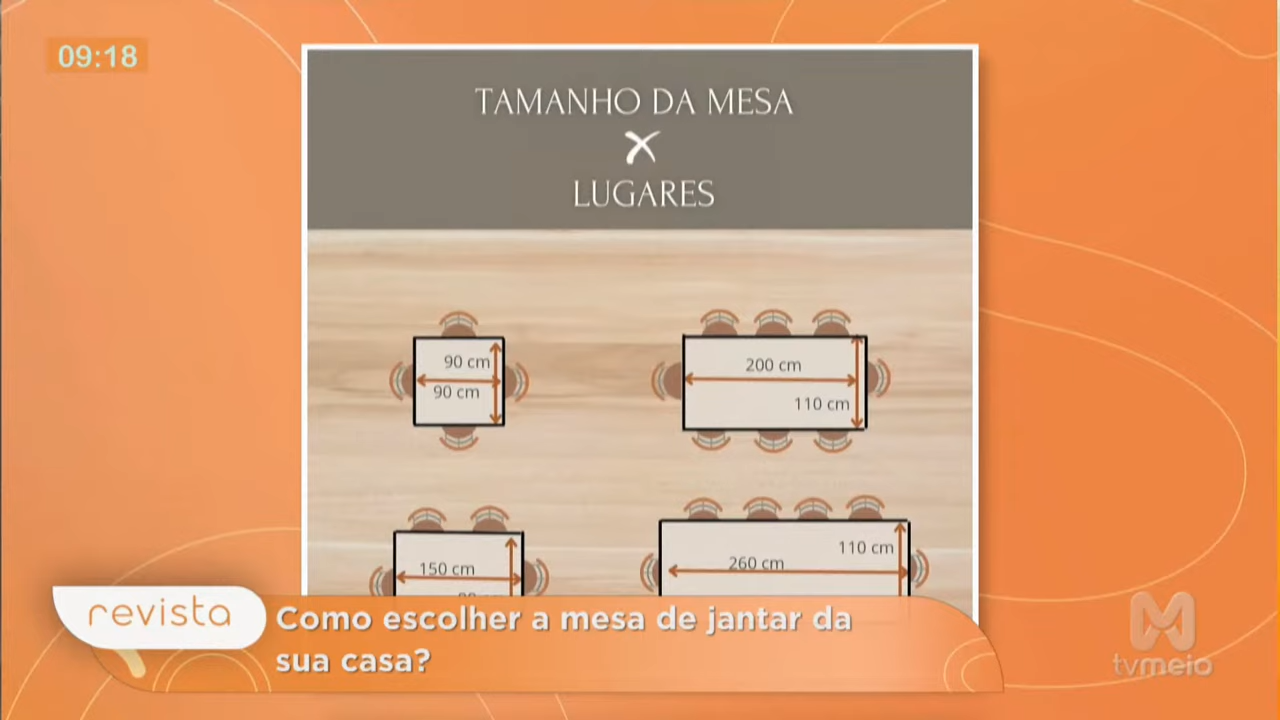 09:18
TAMANHO DA MESA
X
LUGARES
90 cm
90 cm
200 cm
110 cm
150 cm
110 cm
260 cm
revista
Como escolher a mesa de jantar da
sua casa?
tvmeio